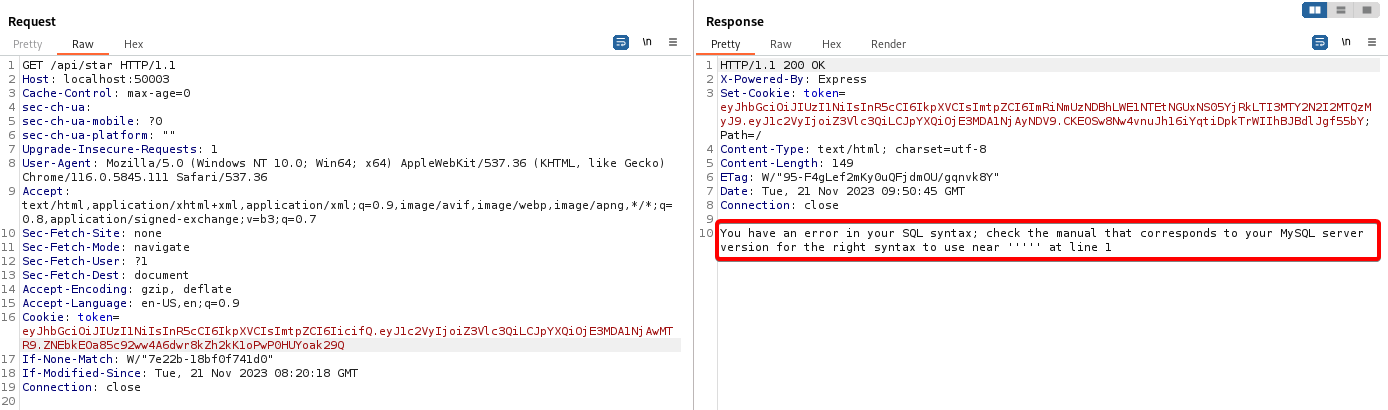 Request
Pretty Raw Hex \n
1 GET /api/star HTTP/1.1
2 Host: localhost:50003
3 Cache-Control: max-age=0
4 sec-ch-ua:
5 sec-ch-ua-mobile: ?0
6 sec-ch-ua-platform: ""
7 Upgrade-Insecure-Requests: 1
8 User-Agent: Mozilla/5.0 (Windows NT 10.0; Win64; x64) AppleWebKit/537.36 (KHTML, like Gecko)
Chrome/116.0.5845.111 Safari/537.36
9 Accept:
text/html,application/xhtml+xml,application/xml;q=0.9,image/avif,image/webp,image/apng,*/*;q=
0.8,application/signed-exchange;v=b3;q=0.7
10 Sec-Fetch-Site: none
11 Sec-Fetch-Mode: navigate
12 Sec-Fetch-User: ?1
13 Sec-Fetch-Dest: document
14 Accept-Encoding: gzip, deflate
15 Accept-Language: en-US,en;q=0.9
16 Cookie: token=
eyJhbGciOiJIUzI1NiIsInR5cCI6IkpXVCIsImtpZCI6IicifQ.eyJ1c2VyIjoiZ3Vlc3QiLCJpYXQiOjE3MDA1NjAwMT
R9.ZNEbkEOa85c92ww4A6dwr8kZh2kK1oPwP0HUYoak29Q
17 If-None-Match: W/"7e22b-18bf0f741d0"
18 If-Modified-Since: Tue, 21 Nov 2023 08:20:18 GMT
19 Connection: close
20
Response
Pretty Raw Hex Render \n
1 HTTP/1.1 200 OK
2 X-Powered-By: Express
3 Set-Cookie: token=
eyJhbGciOiJIUzI1NiIsInR5cCI6IkpXVCIsImtpZCI6ImRiNmUzNDBhLWE1NTEtNGUxNS05YjRkLTI3MTY2N2I2MTQzM
yJ9.eyJ1c2VyIjoiZ3Vlc3QiLCJpYXQiOjE3MDA1NjAyNDV9.CKEOSw8Nw4vnuJh16iYqtiDpkTrWIIhBJBdlJgf55bY;
Path=/
4 Content-Type: text/html; charset=utf-8
5 Content-Length: 149
6 ETag: W/"95-F4gLef2mKy0uQFjdmOU/gqnvk8Y"
7 Date: Tue, 21 Nov 2023 09:50:45 GMT
8 Connection: close
9
10 You have an error in your SQL syntax; check the manual that corresponds to your MySQL server
version for the right syntax to use near ''''' at line 1